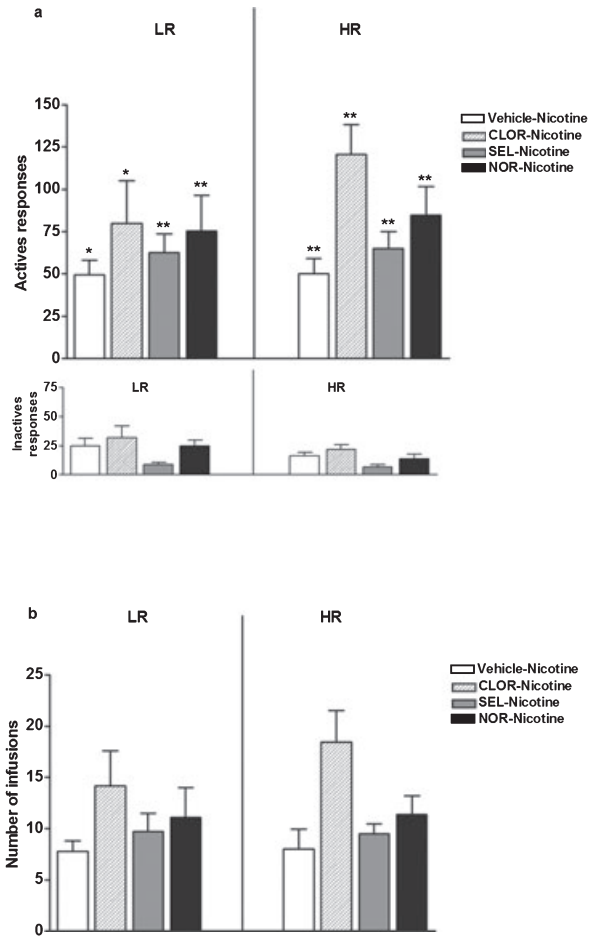 a
LR
HR
150
125
100
75
50
25
0
Actives responses
*
*
**
**
**
**
**
**
Vehicle-Nicotine
CLOR-Nicotine
SEL-Nicotine
NOR-Nicotine
LR
HR
75
50
25
0
Inactives
responses
b
LR
HR
25
20
15
10
5
0
Number of infusions
Vehicle-Nicotine
CLOR-Nicotine
SEL-Nicotine
NOR-Nicotine